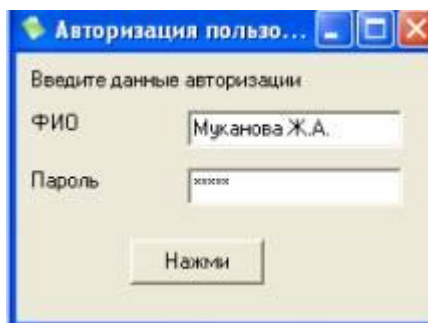 Авторизация пользо...
Введите данные авторизации
ФИО
Муканова Ж.А.
Пароль
*****
Нажми